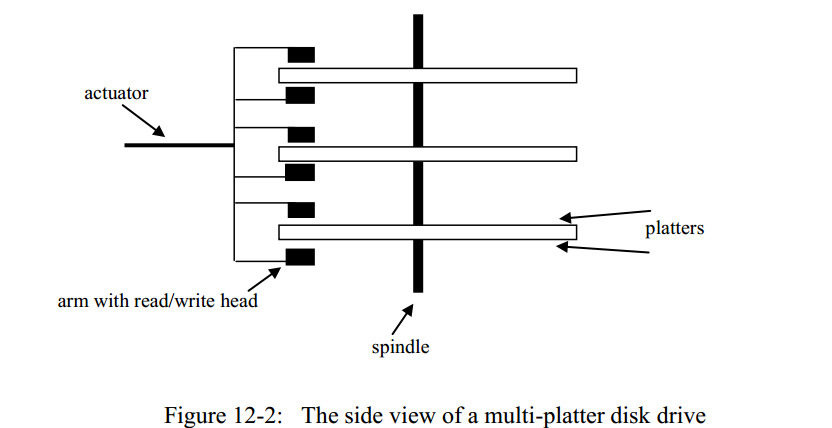 actuator
platters
arm with read/write head
spindle
Figure 12-2: The side view of a multi-platter disk drive